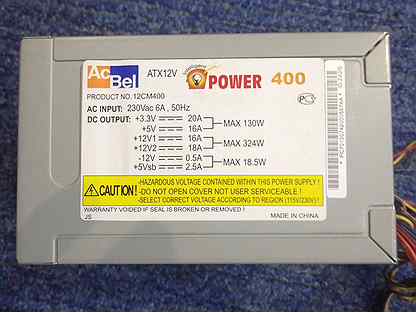 AcBel
ATX12V
intelligent
POWER 400
PRODUCT NO.12CM400
AC INPUT: 230Vac 6A , 50Hz
DC OUTPUT: +3.3V 20A MAX 130W
+5V 16A
+12V1 16A MAX 324W
+12V2 18A
-12V 0.5A MAX 18.5W
+5Vsb 2.5A
CAUTION!
-HAZARDOUS VOLTAGE CONTAINED WITHIN THIS POWER SUPPLY !
-DO NOT OPEN COVER NOT USER SERVICEABLE !
-SELECT CORRECT VOLTAGE ACCORDING TO REGION (115V/230V) !
WARRANTY VOIDED IF SEAL IS BROKEN OR REMOVED !
JS
MADE IN CHINA